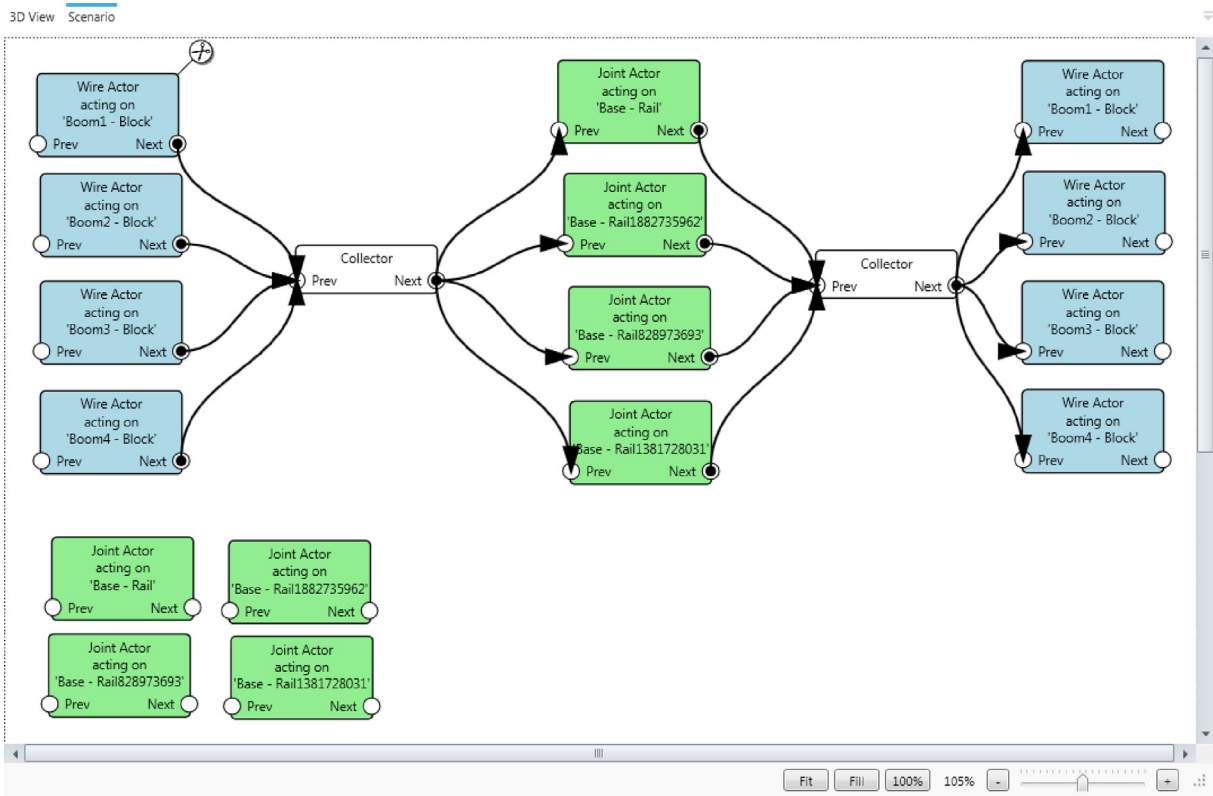 3D View Scenario
Wire Actor
acting on
'Boom1 - Block'
Prev Next
Wire Actor
acting on
'Boom2 - Block'
Prev Next
Wire Actor
acting on
'Boom3 - Block'
Prev Next
Wire Actor
acting on
'Boom4 - Block'
Prev Next
Collector
Prev Next
Joint Actor
acting on
'Base - Rail'
Prev Next
Joint Actor
acting on
'Base - Rail1882735962'
Prev Next
Joint Actor
acting on
'Base - Rail828973693'
Prev Next
Joint Actor
acting on
'Base - Rail1381728031'
Prev Next
Collector
Prev Next
Wire Actor
acting on
'Boom1 - Block'
Prev Next
Wire Actor
acting on
'Boom2 - Block'
Prev Next
Wire Actor
acting on
'Boom3 - Block'
Prev Next
Wire Actor
acting on
'Boom4 - Block'
Prev Next
Joint Actor
acting on
'Base - Rail'
Prev Next
Joint Actor
acting on
'Base - Rail1882735962'
Prev Next
Joint Actor
acting on
'Base - Rail828973693'
Prev Next
Joint Actor
acting on
'Base - Rail1381728031'
Prev Next
Fit Fill 100% 105% - +